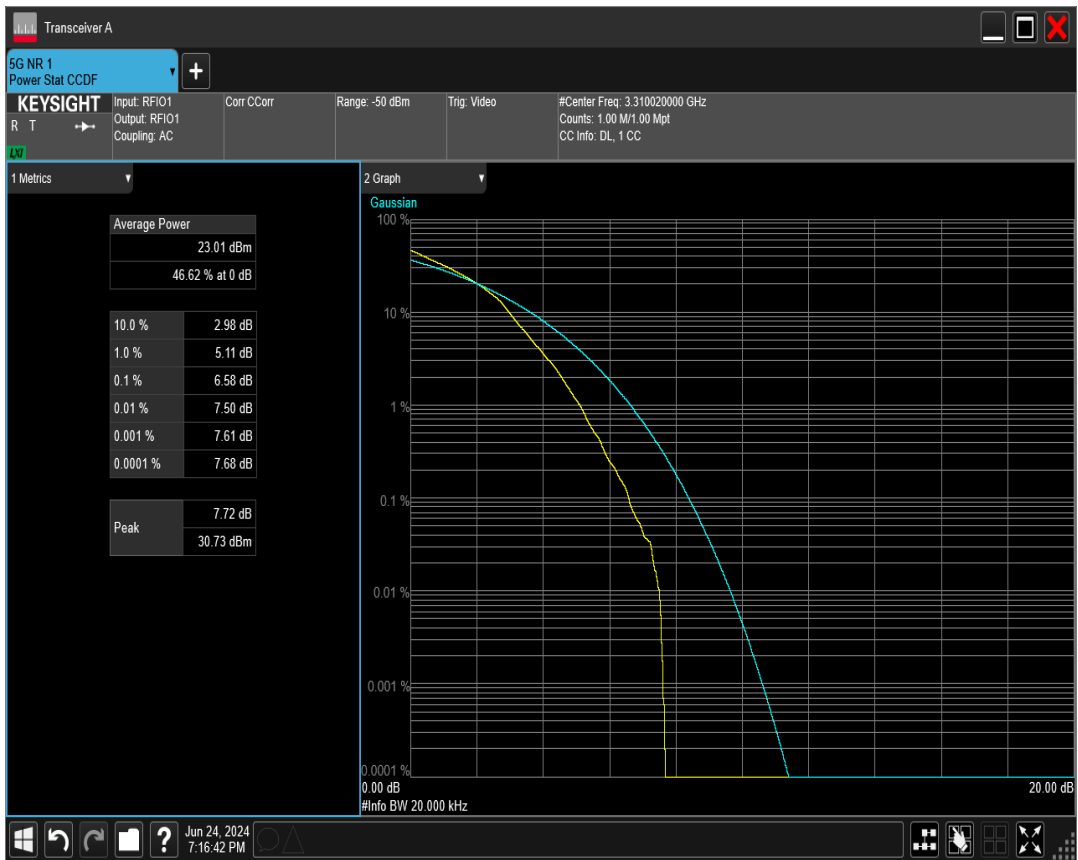 Transceiver A
5G NR 1
Power Stat CCDF
+
KEYSIGHT
R T
LXI
Input: RFIO1
Output: RFIO1
Coupling: AC
Corr CCorr
Range: -50 dBm
Trig: Video
#Center Freq: 3.310020000 GHz
Counts: 1.00 M/1.00 Mpt
CC Info: DL, 1 CC
1 Metrics
Average Power
23.01 dBm
46.62 % at 0 dB
10.0 % 2.98 dB
1.0 % 5.11 dB
0.1 % 6.58 dB
0.01 % 7.50 dB
0.001 % 7.61 dB
0.0001 % 7.68 dB
Peak
7.72 dB
30.73 dBm
2 Graph
Gaussian
100 %
10 %
1 %
0.1 %
0.01 %
0.001 %
0.0001 %
0.00 dB
20.00 dB
#Info BW 20.000 kHz
?
Jun 24, 2024
7:16:42 PM